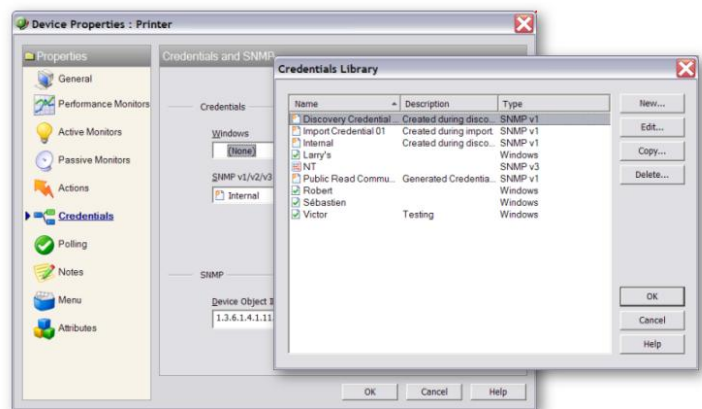 Device Properties : Printer
Properties
General
Performance Monitors
Active Monitors
Passive Monitors
Actions
Credentials
Polling
Notes
Menu
Attributes
Credentials and SNMP
Credentials
Windows
(None)
SNMP v1/v2/v3
Internal
SNMP
Device Object I
1.3.6.1.4.1.11.
OK Cancel Help
Credentials Library
Name Description Type
Discovery Credential ... Created during disco... SNMP v1
Import Credential 01 Created during import SNMP v1
Internal Created during disco... SNMP v1
Larry's Windows
NT SNMP v3
Public Read Commu... Generated Credentia... SNMP v1
Robert Windows
Sébastien Windows
Victor Testing Windows
New...
Edit...
Copy...
Delete...
OK
Cancel
Help